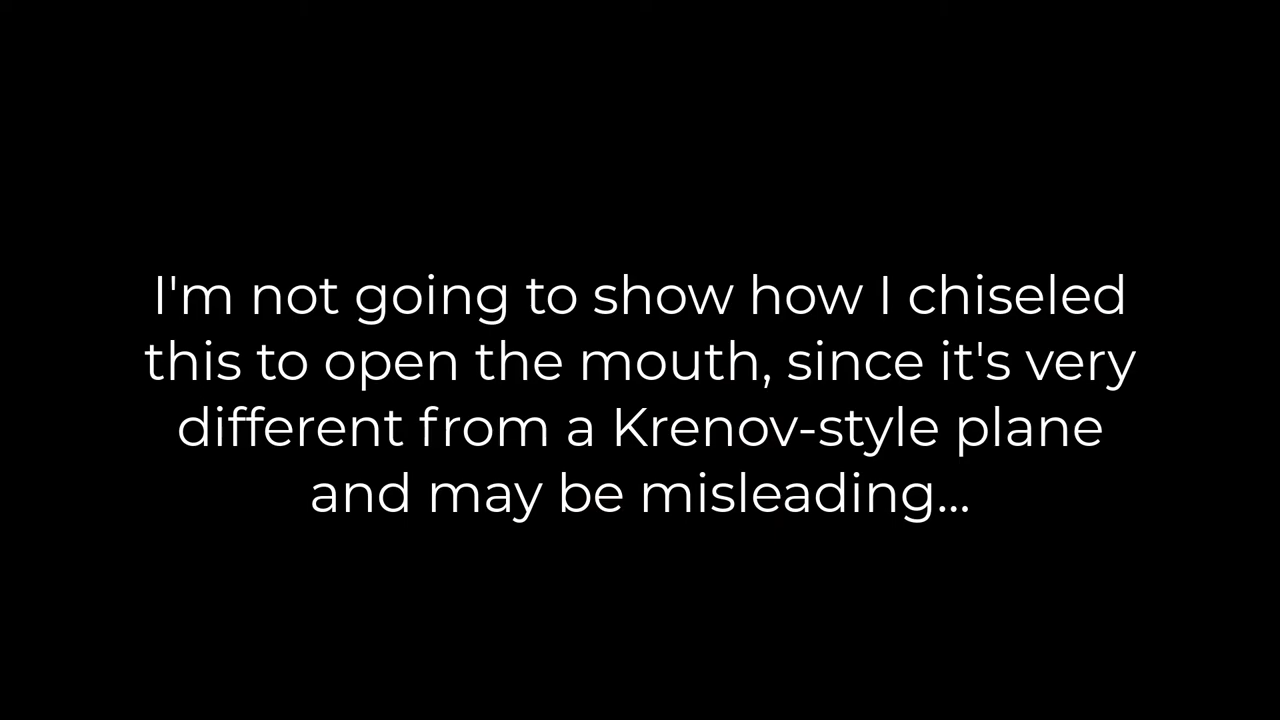 I'm not going to show how I chiseled
this to open the mouth, since it's very
different from a Krenov-style plane
and may be misleading...